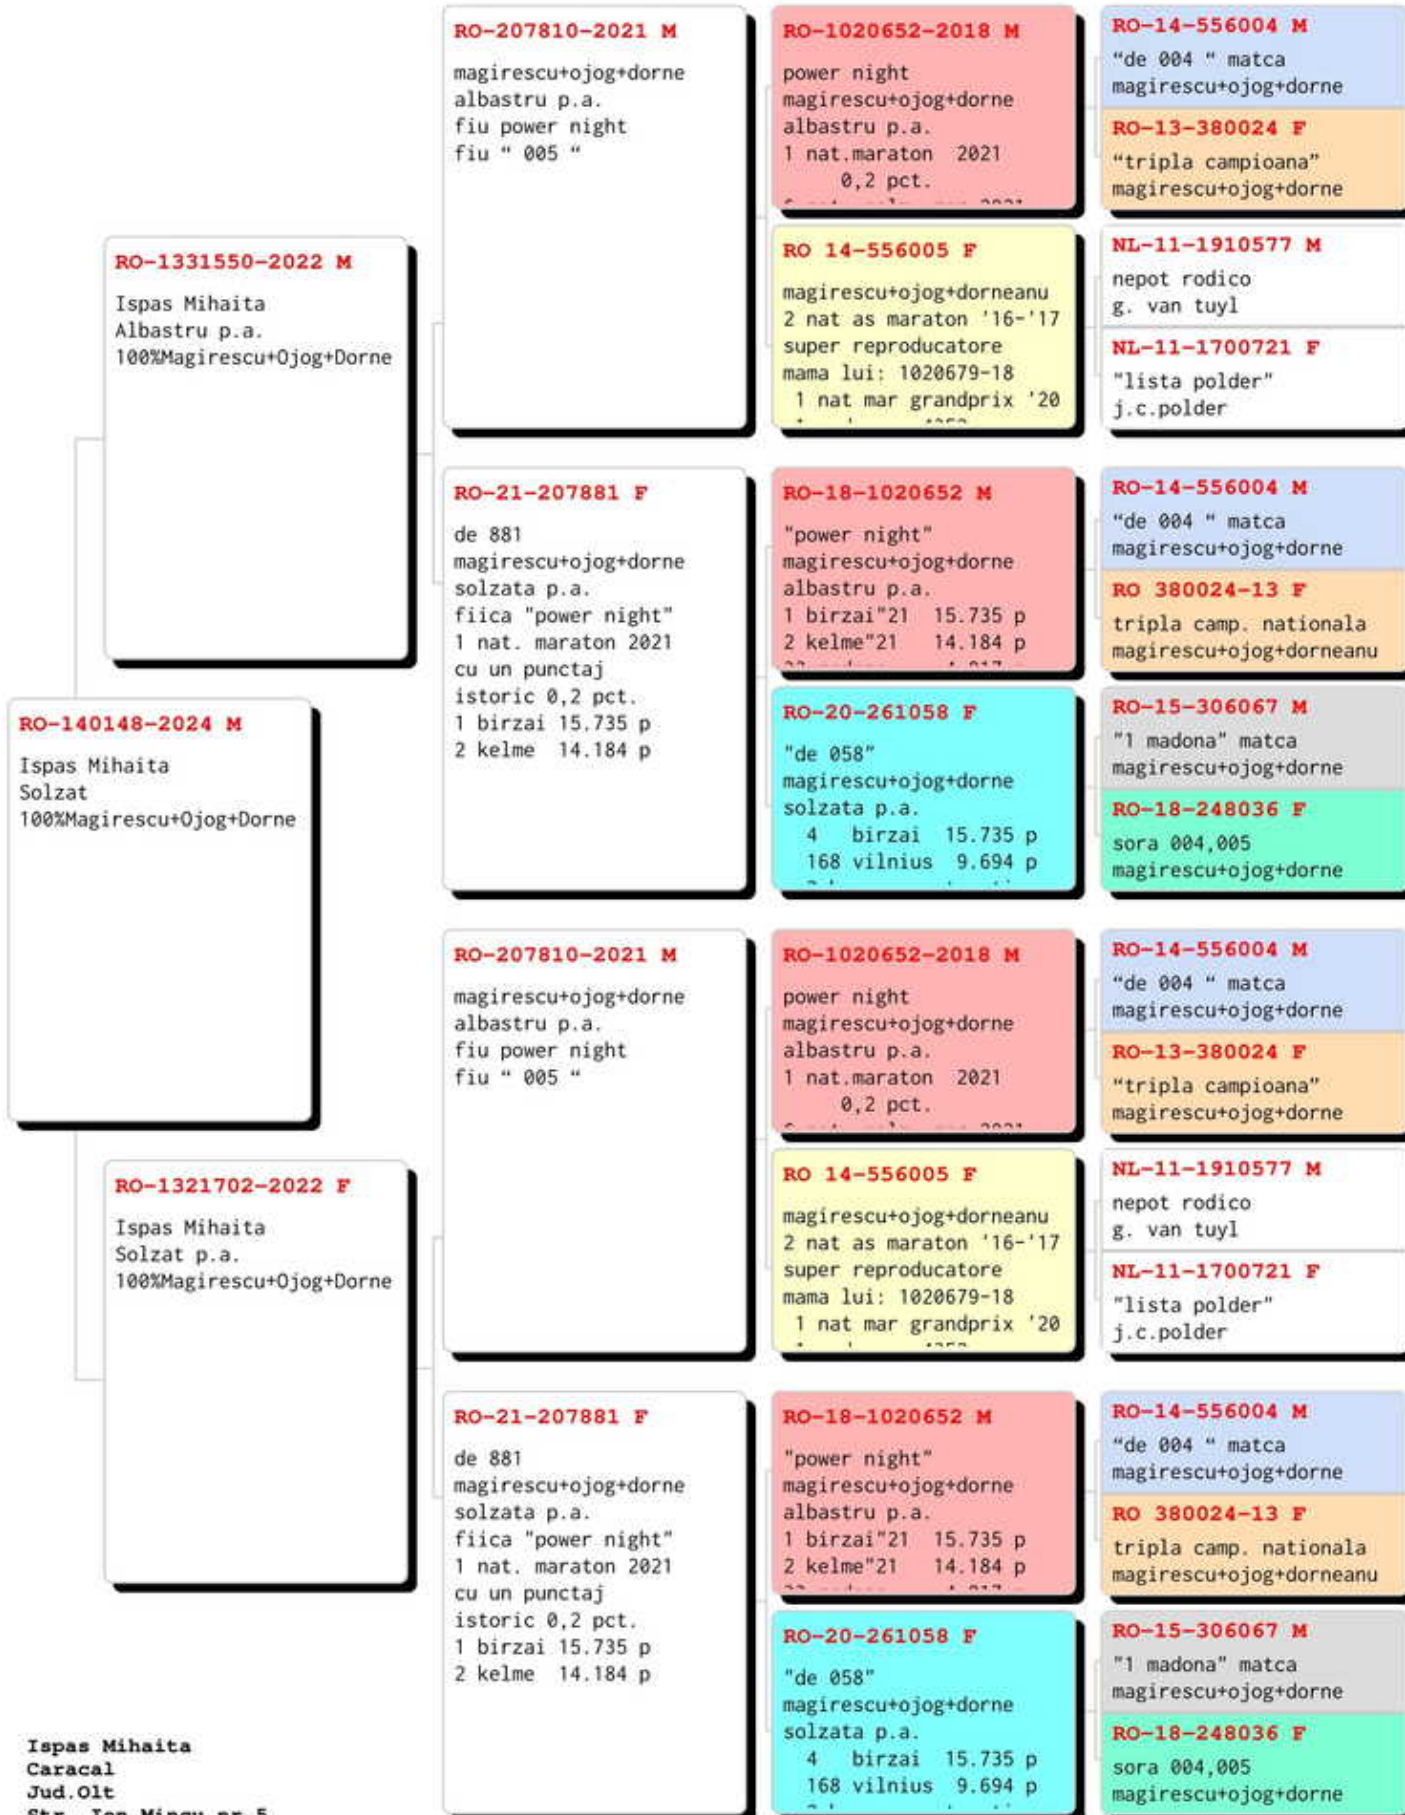 RO-140148-2024 M
Ispas Mihaita
Solzat
100%Magirescu+Ojog+Dorne
RO-1331550-2022 M
Ispas Mihaita
Albastru p.a.
100%Magirescu+Ojog+Dorne
RO-1321702-2022 F
Ispas Mihaita
Solzat p.a.
100%Magirescu+Ojog+Dorne
RO-207810-2021 M
magirescu+ojog+dorne
albastru p.a.
fiu power night
fiu “ 005 “
RO-21-207881 F
de 881
magirescu+ojog+dorne
solzata p.a.
fiica "power night"
1 nat. maraton 2021
cu un punctaj
istoric 0,2 pct.
1 birzai 15.735 p
2 kelme  14.184 p
RO-207810-2021 M
magirescu+ojog+dorne
albastru p.a.
fiu power night
fiu “ 005 “
RO-21-207881 F
de 881
magirescu+ojog+dorne
solzata p.a.
fiica "power night"
1 nat. maraton 2021
cu un punctaj
istoric 0,2 pct.
1 birzai 15.735 p
2 kelme  14.184 p
RO-1020652-2018 M
power night
magirescu+ojog+dorne
albastru p.a.
1 nat.maraton  2021
0,2 pct.
RO 14-556005 F
magirescu+ojog+dorneanu
2 nat as maraton '16-'17
super reproducatore
mama lui: 1020679-18
1 nat mar grandprix '20
RO-18-1020652 M
"power night"
magirescu+ojog+dorne
albastru p.a.
1 birzai"21  15.735 p
2 kelme"21   14.184 p
RO-20-261058 F
"de 058"
magirescu+ojog+dorne
solzata p.a.
4   birzai  15.735 p
168 vilnius  9.694 p
RO-1020652-2018 M
power night
magirescu+ojog+dorne
albastru p.a.
1 nat.maraton  2021
0,2 pct.
RO 14-556005 F
magirescu+ojog+dorneanu
2 nat as maraton '16-'17
super reproducatore
mama lui: 1020679-18
1 nat mar grandprix '20
RO-18-1020652 M
"power night"
magirescu+ojog+dorne
albastru p.a.
1 birzai"21  15.735 p
2 kelme"21   14.184 p
RO-20-261058 F
"de 058"
magirescu+ojog+dorne
solzata p.a.
4   birzai  15.735 p
168 vilnius  9.694 p
RO-14-556004 M
“de 004 “ matca
magirescu+ojog+dorne
RO-13-380024 F
“tripla campioana”
magirescu+ojog+dorne
NL-11-1910577 M
nepot rodico
g. van tuyl
NL-11-1700721 F
"lista polder"
j.c.polder
RO-14-556004 M
“de 004 “ matca
magirescu+ojog+dorne
RO 380024-13 F
tripla camp. nationala
magirescu+ojog+dorneanu
RO-15-306067 M
"1 madona" matca
magirescu+ojog+dorne
RO-18-248036 F
sora 004,005
magirescu+ojog+dorne
RO-14-556004 M
“de 004 “ matca
magirescu+ojog+dorne
RO-13-380024 F
“tripla campioana”
magirescu+ojog+dorne
NL-11-1910577 M
nepot rodico
g. van tuyl
NL-11-1700721 F
"lista polder"
j.c.polder
RO-14-556004 M
“de 004 “ matca
magirescu+ojog+dorne
RO 380024-13 F
tripla camp. nationala
magirescu+ojog+dorneanu
RO-15-306067 M
"1 madona" matca
magirescu+ojog+dorne
RO-18-248036 F
sora 004,005
magirescu+ojog+dorne
Ispas Mihaita
Caracal
Jud.Olt
Str. Ion Mincu nr 5